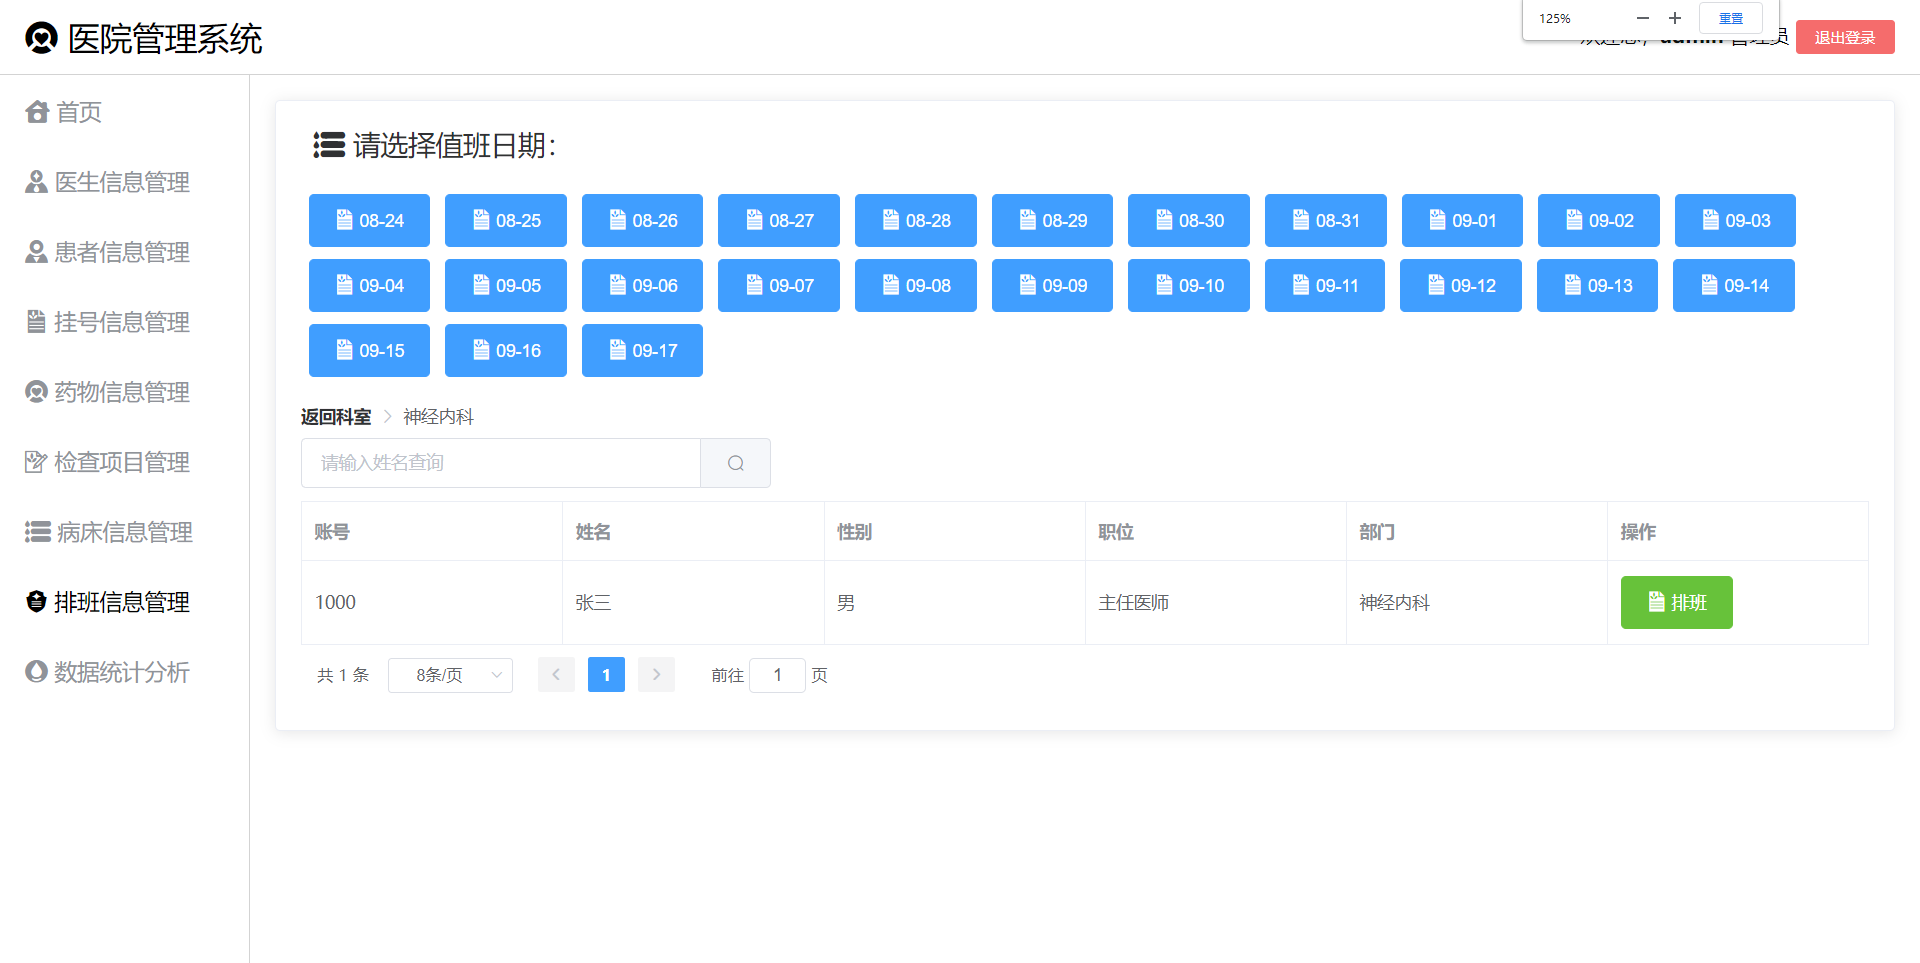 医院管理系统
125%
重置
退出登录
首页
医生信息管理
患者信息管理
挂号信息管理
药物信息管理
检查项目管理
病床信息管理
排班信息管理
数据统计分析
请选择值班日期：
08-24 08-25 08-26 08-27 08-28 08-29 08-30 08-31 09-01 09-02 09-03
09-04 09-05 09-06 09-07 09-08 09-09 09-10 09-11 09-12 09-13 09-14
09-15 09-16 09-17
返回科室 > 神经内科
请输入姓名查询
账号 姓名 性别 职位 部门 操作
1000 张三 男 主任医师 神经内科 排班
共 1 条 8条/页 1 前往 1 页